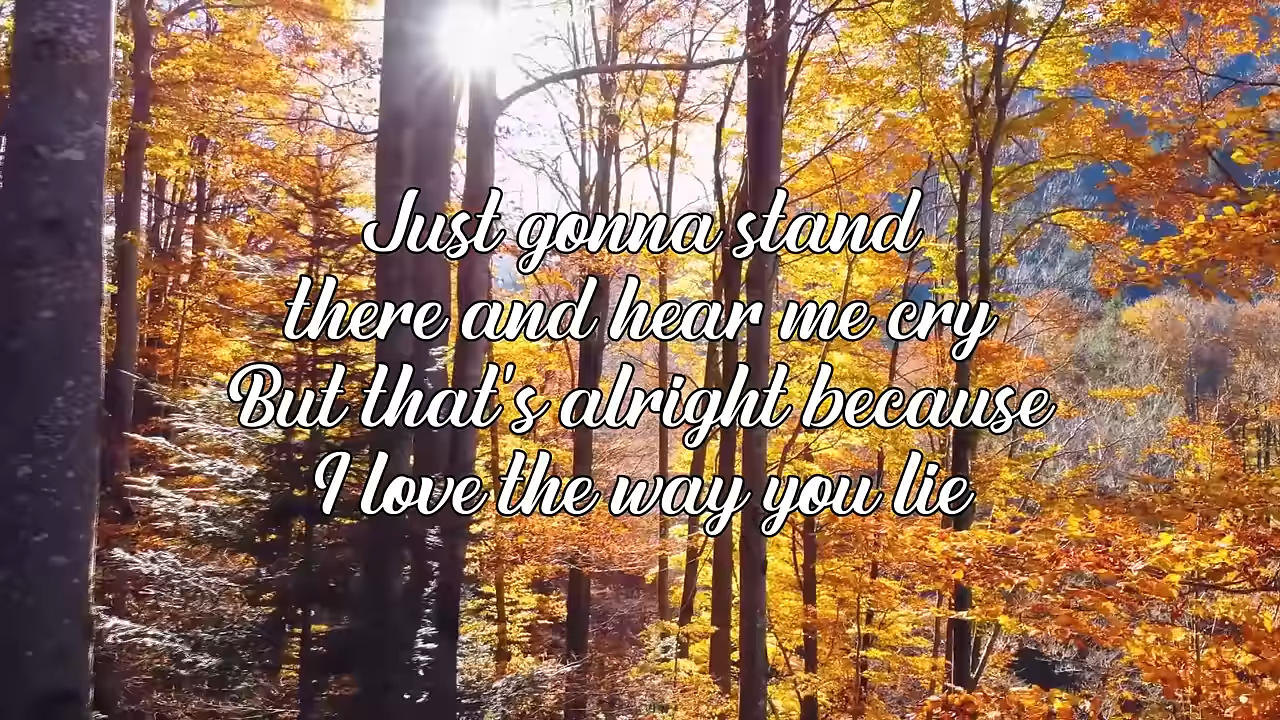 Just gonna stand
there and hear me cry
But that's alright because
I love the way you lie